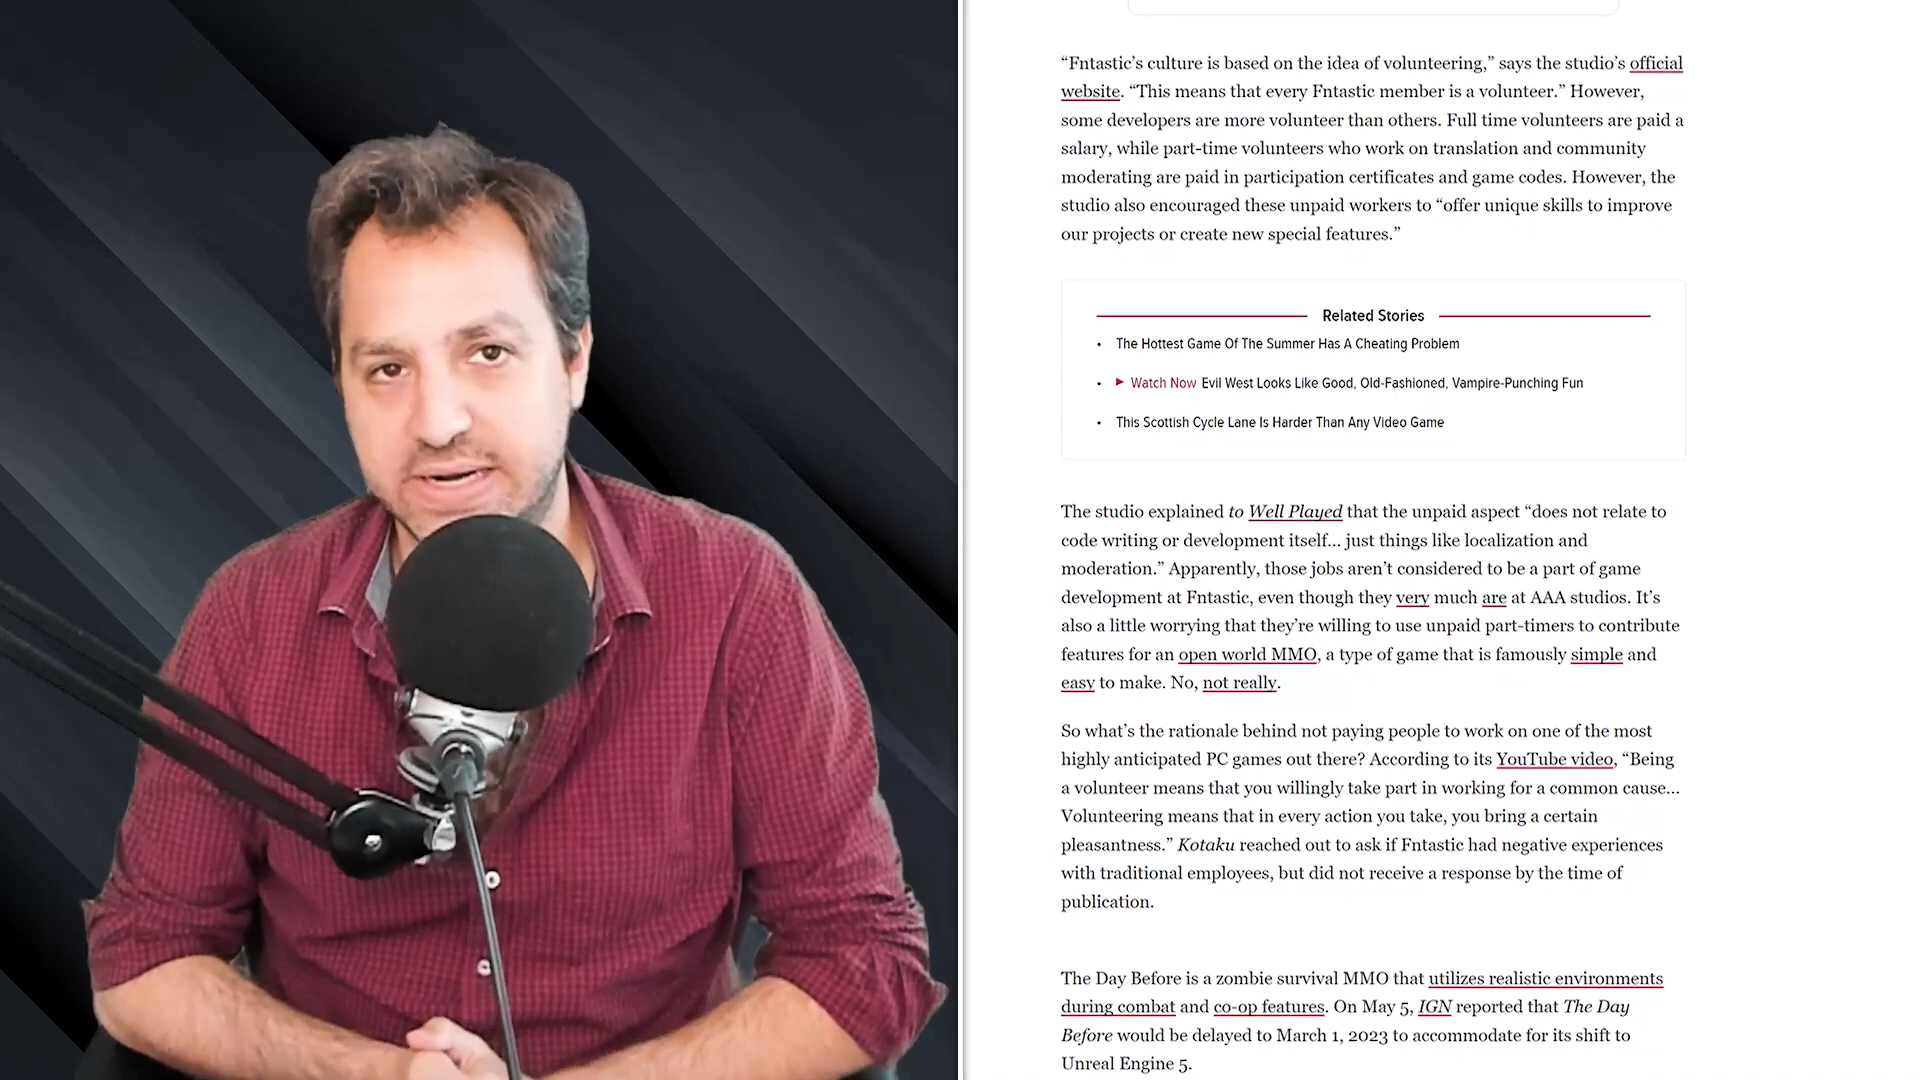 “Fntastic’s culture is based on the idea of volunteering,” says the studio’s official
website. “This means that every Fntastic member is a volunteer.” However,
some developers are more volunteer than others. Full time volunteers are paid a
salary, while part-time volunteers who work on translation and community
moderating are paid in participation certificates and game codes. However, the
studio also encouraged these unpaid workers to “offer unique skills to improve
our projects or create new special features.”
Related Stories
• The Hottest Game Of The Summer Has A Cheating Problem
• Watch Now Evil West Looks Like Good, Old-Fashioned, Vampire-Punching Fun
• This Scottish Cycle Lane Is Harder Than Any Video Game
The studio explained to Well Played that the unpaid aspect “does not relate to
code writing or development itself... just things like localization and
moderation.” Apparently, those jobs aren’t considered to be a part of game
development at Fntastic, even though they very much are at AAA studios. It’s
also a little worrying that they’re willing to use unpaid part-timers to contribute
features for an open world MMO, a type of game that is famously simple and
easy to make. No, not really.
So what’s the rationale behind not paying people to work on one of the most
highly anticipated PC games out there? According to its YouTube video, “Being
a volunteer means that you willingly take part in working for a common cause...
Volunteering means that in every action you take, you bring a certain
pleasantness.” Kotaku reached out to ask if Fntastic had negative experiences
with traditional employees, but did not receive a response by the time of
publication.
The Day Before is a zombie survival MMO that utilizes realistic environments
during combat and co-op features. On May 5, IGN reported that The Day
Before would be delayed to March 1, 2023 to accommodate for its shift to
Unreal Engine 5.